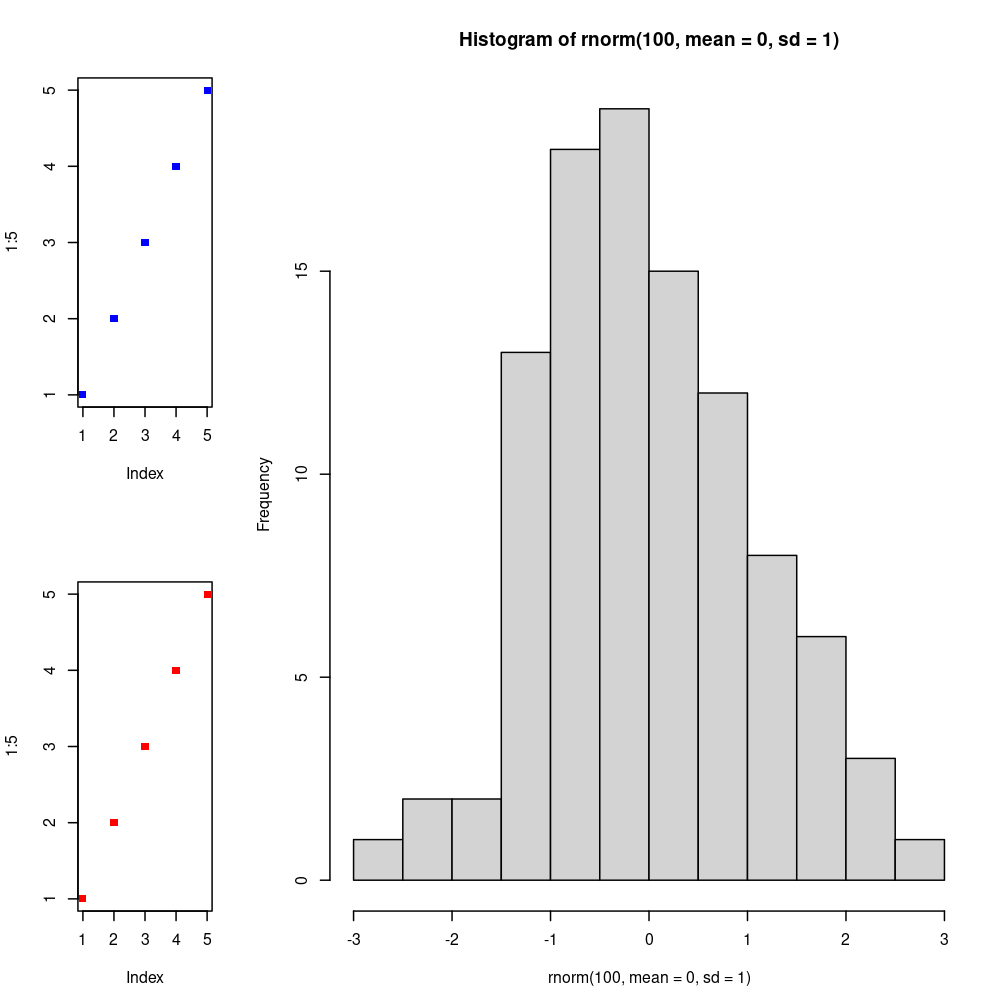 Histogram of rnorm(100, mean = 0, sd = 1)
5
4
3
2
1
1:5
1 2 3 4 5
Index
5
4
3
2
1
1:5
1 2 3 4 5
Index
15
10
5
0
Frequency
-3 -2 -1 0 1 2 3
rnorm(100, mean = 0, sd = 1)